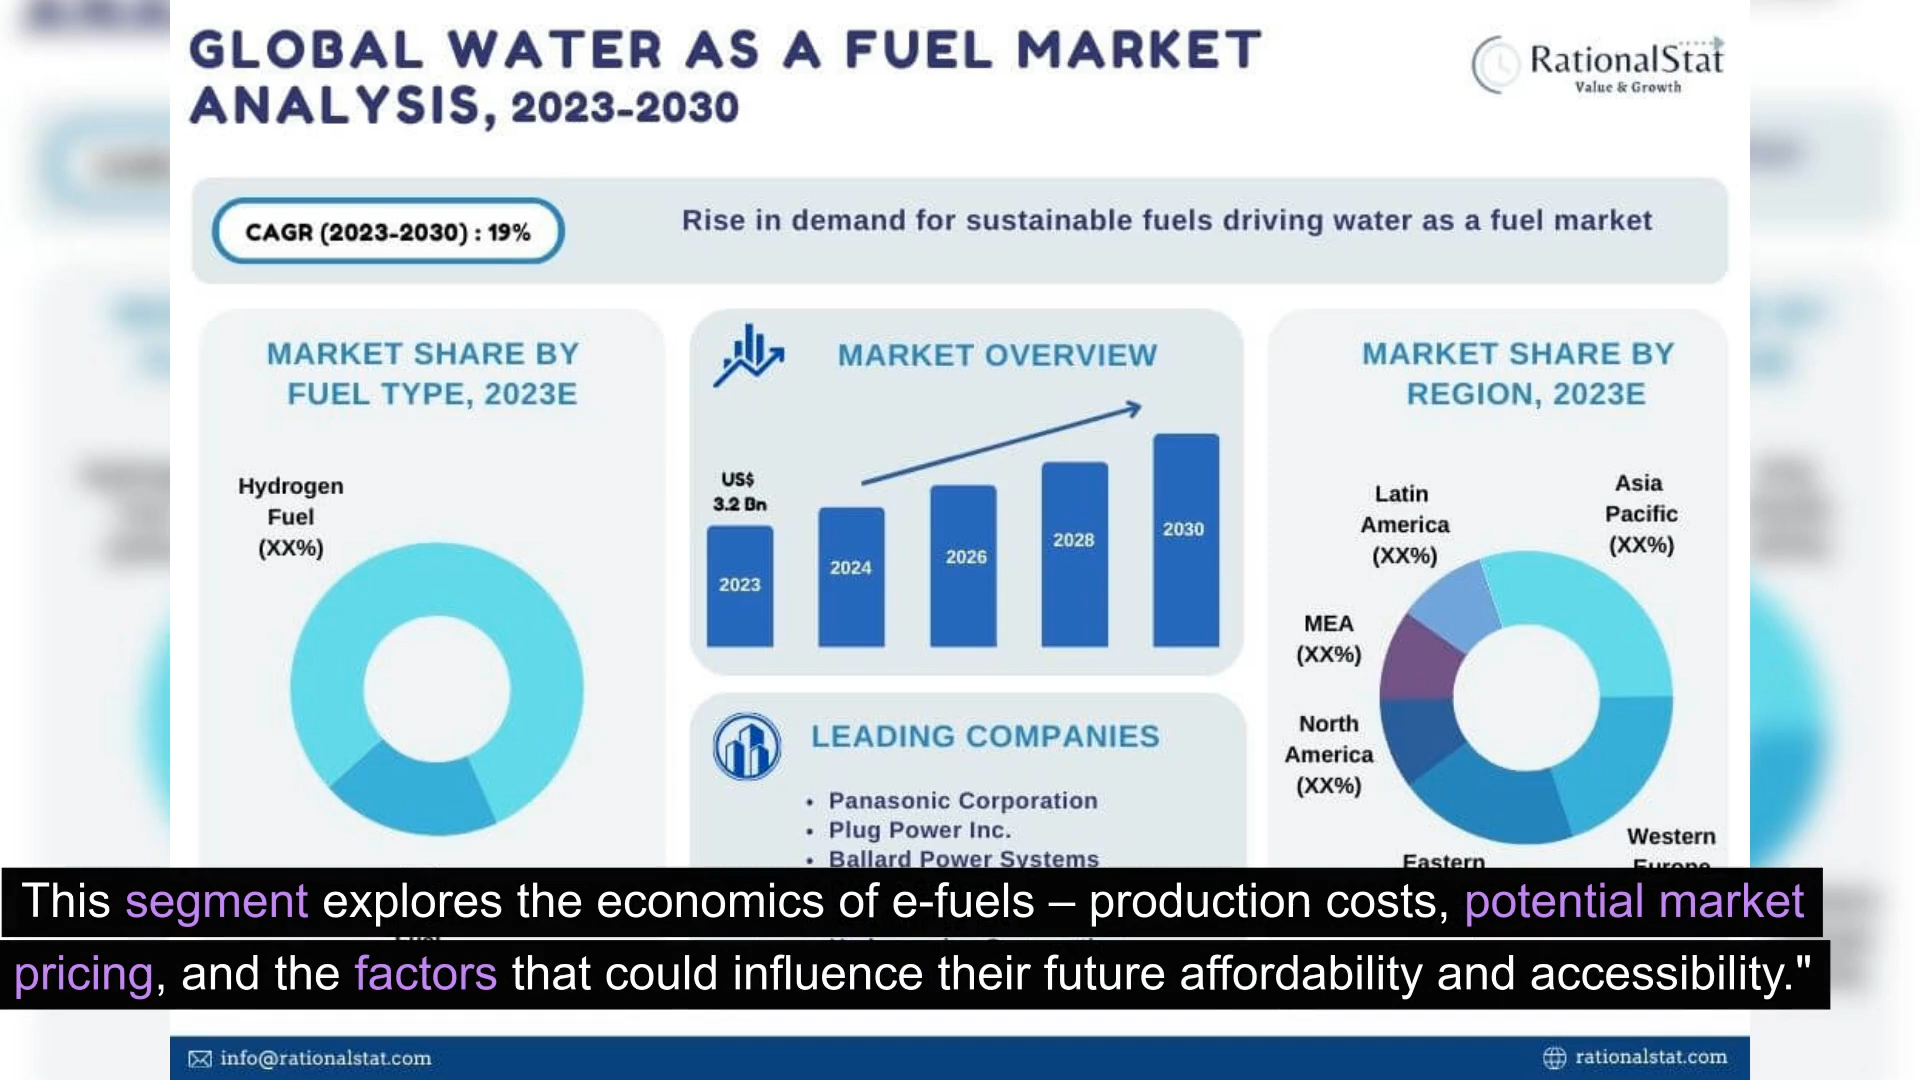 GLOBAL WATER AS A FUEL MARKET
ANALYSIS, 2023-2030
RationalStat
Value & Growth
CAGR (2023-2030) : 19%
Rise in demand for sustainable fuels driving water as a fuel market
MARKET SHARE BY
FUEL TYPE, 2023E
Hydrogen
Fuel
(XX%)
MARKET OVERVIEW
US$
3.2 Bn
2023
2024
2026
2028
2030
LEADING COMPANIES
• Panasonic Corporation
• Plug Power Inc.
• Ballard Power Systems
MARKET SHARE BY
REGION, 2023E
Latin
America
(XX%)
Asia
Pacific
(XX%)
MEA
(XX%)
North
America
(XX%)
Western
Europe
Eastern
This segment explores the economics of e-fuels – production costs, potential market
pricing, and the factors that could influence their future affordability and accessibility."
info@rationalstat.com
rationalstat.com